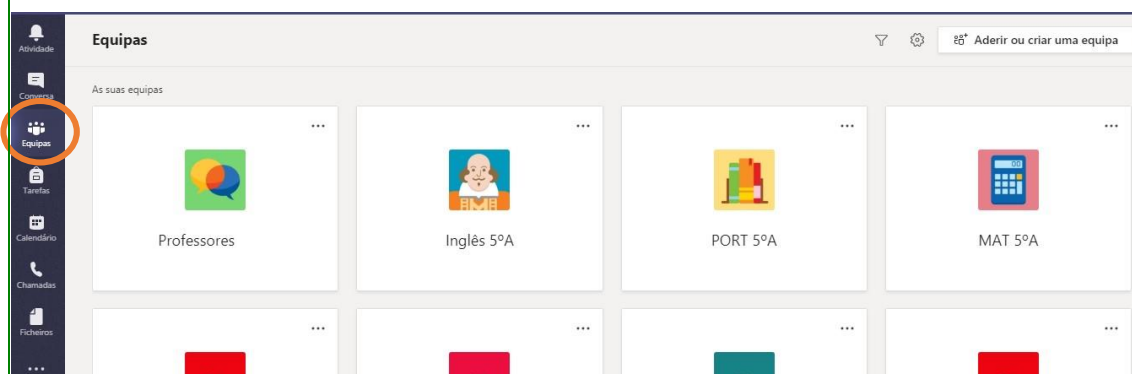 Atividade
Conversa
Equipas
Tarefas
Calendário
Chamadas
Ficheiros
Equipas
Aderir ou criar uma equipa
As suas equipas
Professores
Inglês 5ºA
PORT 5ºA
MAT 5ºA